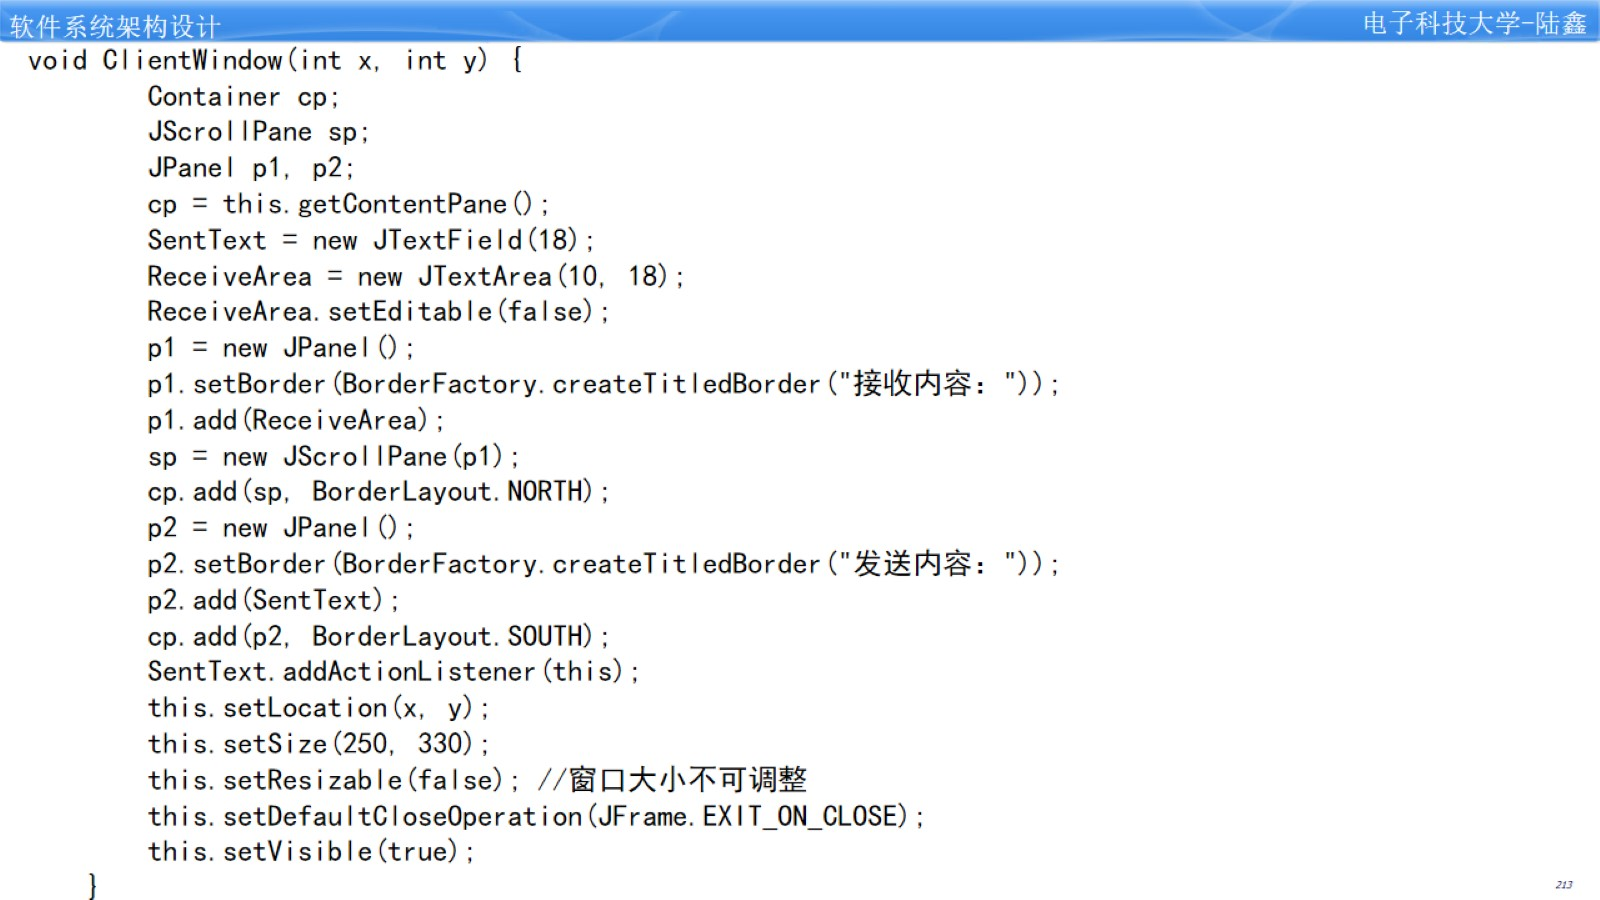 软件系统架构设计
电子科技大学-陆鑫
void ClientWindow(int x, int y) {
Container cp;
JScrollPane sp;
JPanel p1, p2;
cp = this.getContentPane();
SentText = new JTextField(18);
ReceiveArea = new JTextArea(10, 18);
ReceiveArea.setEditable(false);
p1 = new JPanel();
p1.setBorder(BorderFactory.createTitledBorder("接收内容："));
p1.add(ReceiveArea);
sp = new JScrollPane(p1);
cp.add(sp, BorderLayout.NORTH);
p2 = new JPanel();
p2.setBorder(BorderFactory.createTitledBorder("发送内容："));
p2.add(SentText);
cp.add(p2, BorderLayout.SOUTH);
SentText.addActionListener(this);
this.setLocation(x, y);
this.setSize(250, 330);
this.setResizable(false); //窗口大小不可调整
this.setDefaultCloseOperation(JFrame.EXIT_ON_CLOSE);
this.setVisible(true);
}
213